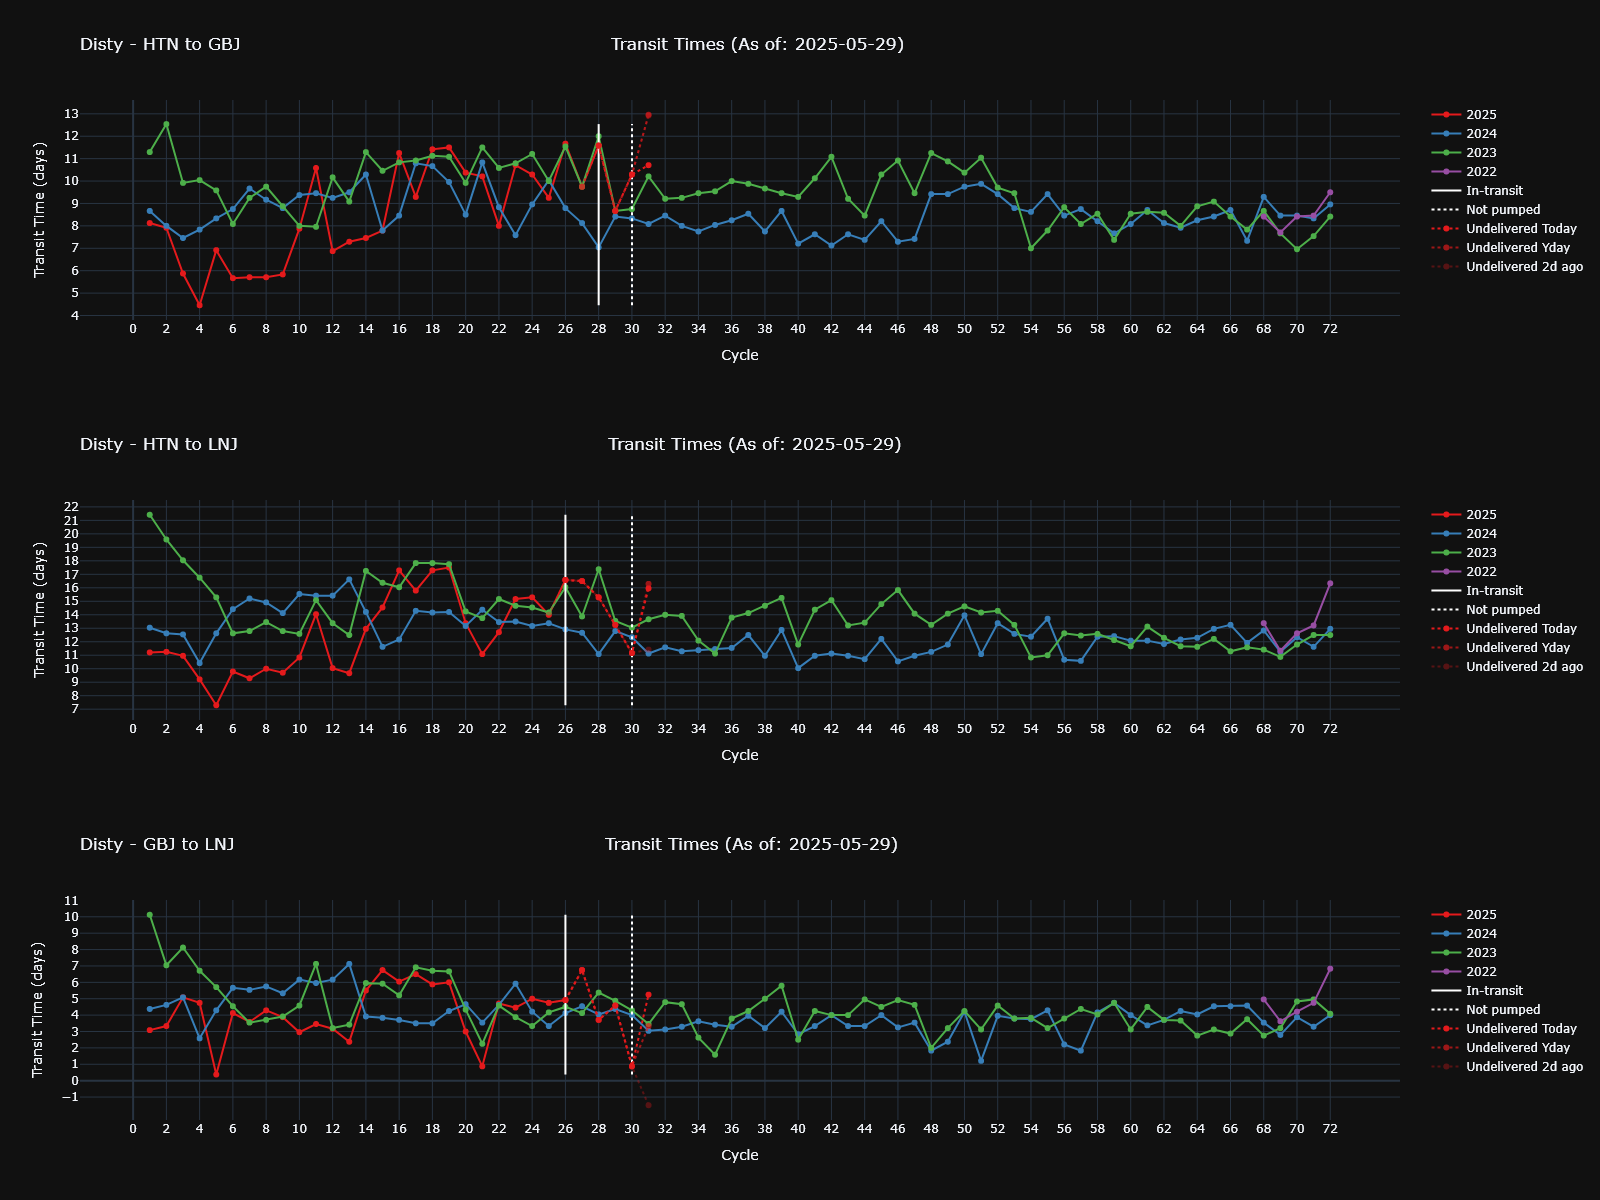 Disty - HTN to GBJ
Transit Times (As of: 2025-05-29)
Transit Time (days)
13
12
11
10
9
8
7
6
5
4
0 2 4 6 8 10 12 14 16 18 20 22 24 26 28 30 32 34 36 38 40 42 44 46 48 50 52 54 56 58 60 62 64 66 68 70 72
Cycle
2025
2024
2023
2022
In-transit
Not pumped
Undelivered Today
Undelivered Yday
Undelivered 2d ago
Disty - HTN to LNJ
Transit Times (As of: 2025-05-29)
Transit Time (days)
22
21
20
19
18
17
16
15
14
13
12
11
10
9
8
7
0 2 4 6 8 10 12 14 16 18 20 22 24 26 28 30 32 34 36 38 40 42 44 46 48 50 52 54 56 58 60 62 64 66 68 70 72
Cycle
2025
2024
2023
2022
In-transit
Not pumped
Undelivered Today
Undelivered Yday
Undelivered 2d ago
Disty - GBJ to LNJ
Transit Times (As of: 2025-05-29)
Transit Time (days)
11
10
9
8
7
6
5
4
3
2
1
0
−1
0 2 4 6 8 10 12 14 16 18 20 22 24 26 28 30 32 34 36 38 40 42 44 46 48 50 52 54 56 58 60 62 64 66 68 70 72
Cycle
2025
2024
2023
2022
In-transit
Not pumped
Undelivered Today
Undelivered Yday
Undelivered 2d ago